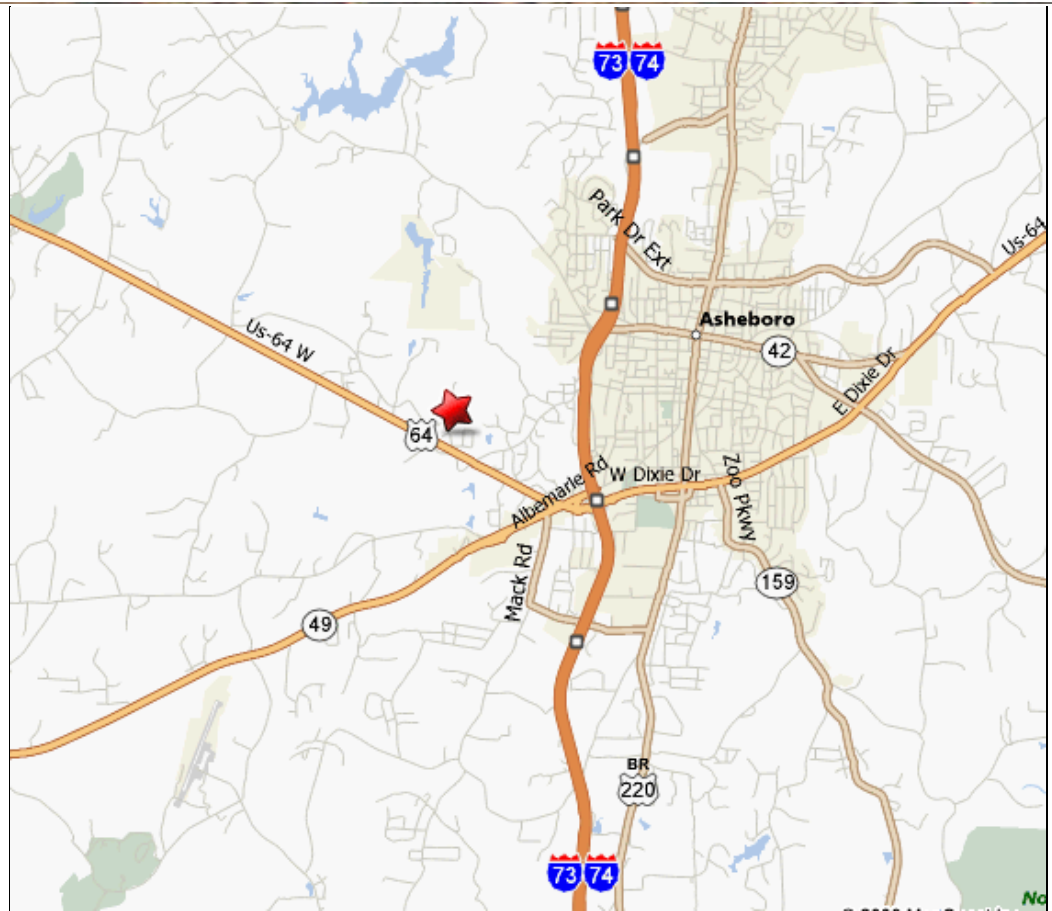 73 74
Park Dr Ext
Us-64
Asheboro
42
Us-64 W
E Dixie Dr
64
Albemarle Rd
W Dixie Dr
Zoo Pkwy
Mack Rd
159
49
BR
220
73 74
No